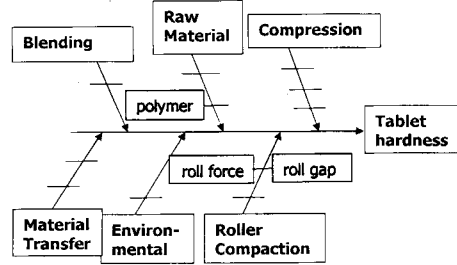 Blending
Raw
Material
Compression
polymer
Tablet
hardness
roll force
roll gap
Material
Transfer
Environ-
mental
Roller
Compaction